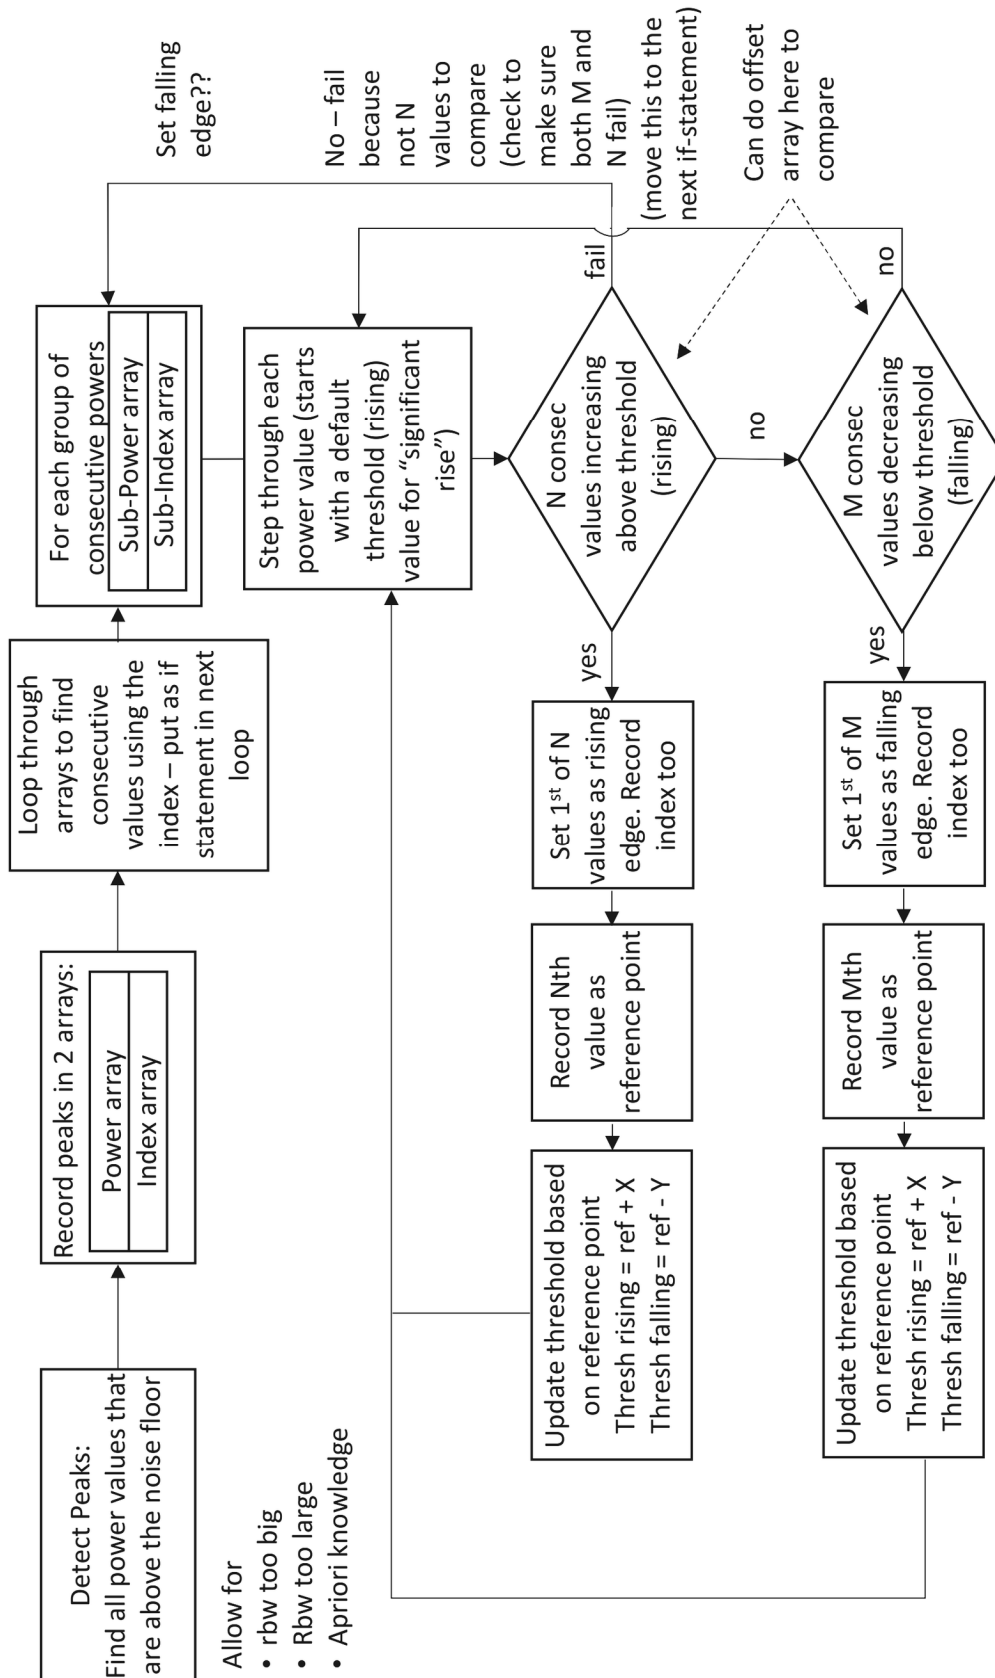 Detect Peaks:
Find all power values that
are above the noise floor
Allow for
• rbw too big
• Rbw too large
• Apriori knowledge
Record peaks in 2 arrays:
Power array
Index array
Loop through
arrays to find
consecutive
values using the
index – put as if
statement in next
loop
For each group of
consecutive powers
Sub-Power array
Sub-Index array
Set falling
edge??
Step through each
power value (starts
with a default
threshold (rising)
value for “significant
rise”)
No – fail
because
not N
values to
compare
(check to
make sure
both M and
N fail)
(move this to the
next if-statement)
N consec
values increasing
above threshold
(rising)
fail
yes
no
Can do offset
array here to
compare
Set 1st of N
values as rising
edge. Record
index too
Record Nth
value as
reference point
Update threshold based
on reference point
Thresh rising = ref + X
Thresh falling = ref - Y
M consec
values decreasing
below threshold
(falling)
no
yes
Set 1st of M
values as falling
edge. Record
index too
Record Mth
value as
reference point
Update threshold based
on reference point
Thresh rising = ref + X
Thresh falling = ref - Y